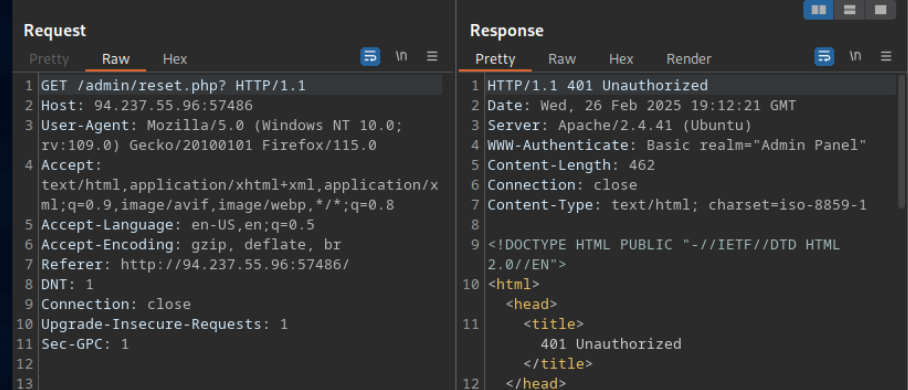 Request
Pretty Raw Hex \n
1 GET /admin/reset.php? HTTP/1.1
2 Host: 94.237.55.96:57486
3 User-Agent: Mozilla/5.0 (Windows NT 10.0;
rv:109.0) Gecko/20100101 Firefox/115.0
4 Accept:
text/html,application/xhtml+xml,application/x
ml;q=0.9,image/avif,image/webp,*/*;q=0.8
5 Accept-Language: en-US,en;q=0.5
6 Accept-Encoding: gzip, deflate, br
7 Referer: http://94.237.55.96:57486/
8 DNT: 1
9 Connection: close
10 Upgrade-Insecure-Requests: 1
11 Sec-GPC: 1
12
13
Response
Pretty Raw Hex Render \n
1 HTTP/1.1 401 Unauthorized
2 Date: Wed, 26 Feb 2025 19:12:21 GMT
3 Server: Apache/2.4.41 (Ubuntu)
4 WWW-Authenticate: Basic realm="Admin Panel"
5 Content-Length: 462
6 Connection: close
7 Content-Type: text/html; charset=iso-8859-1
8
9 <!DOCTYPE HTML PUBLIC "-//IETF//DTD HTML
2.0//EN">
10 <html>
<head>
11 <title>
401 Unauthorized
</title>
12 </head>